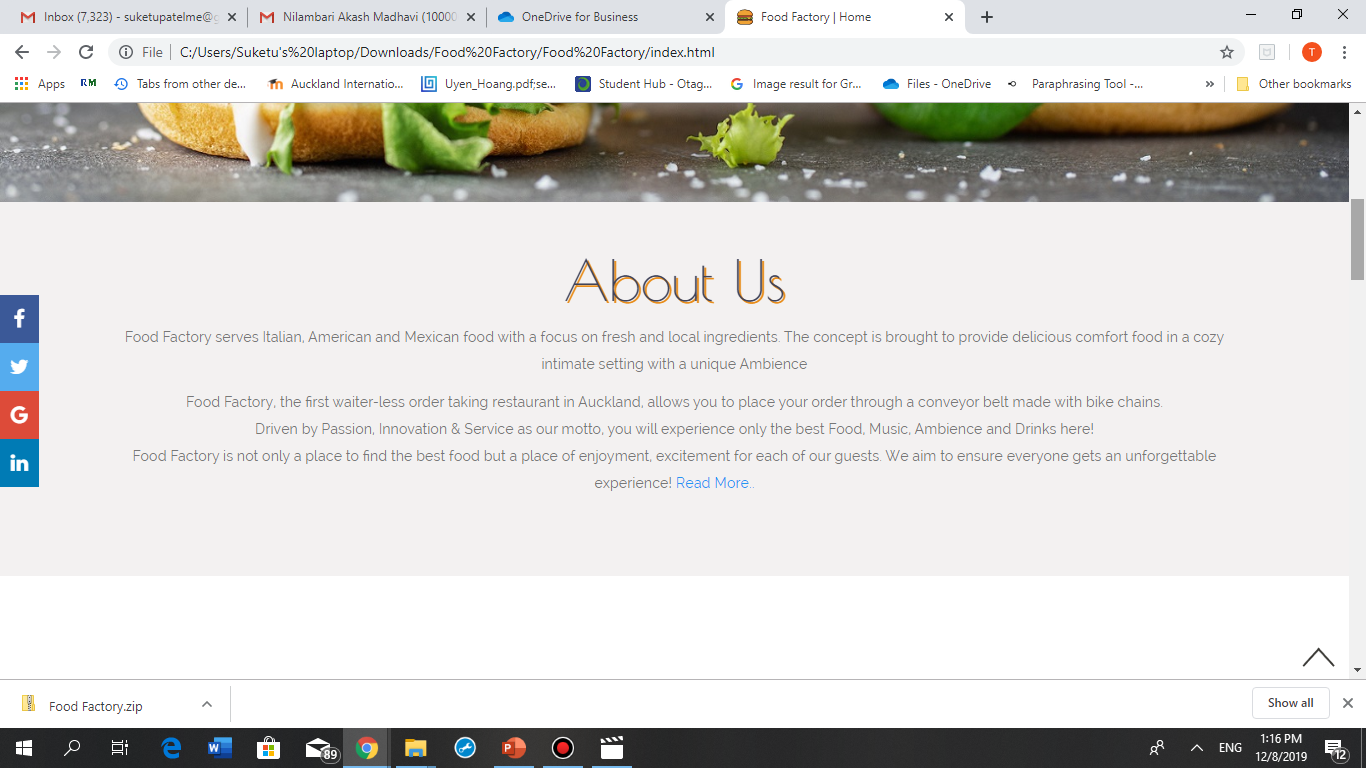 Inbox (7,323) - suketupatelme@g
Nilambari Akash Madhavi (10000
OneDrive for Business
Food Factory | Home
File
C:/Users/Suketu's%20laptop/Downloads/Food%20Factory/Food%20Factory/index.html
T
Apps
RM
Tabs from other de...
Auckland Internatio...
Uyen_Hoang.pdf;se...
Student Hub - Otag...
Image result for Gr...
Files - OneDrive
Paraphrasing Tool -...
»
Other bookmarks
About Us
Food Factory serves Italian, American and Mexican food with a focus on fresh and local ingredients. The concept is brought to provide delicious comfort food in a cozy
intimate setting with a unique Ambience
Food Factory, the first waiter-less order taking restaurant in Auckland, allows you to place your order through a conveyor belt made with bike chains.
Driven by Passion, Innovation & Service as our motto, you will experience only the best Food, Music, Ambience and Drinks here!
Food Factory is not only a place to find the best food but a place of enjoyment, excitement for each of our guests. We aim to ensure everyone gets an unforgettable
experience! Read More..
Food Factory.zip
Show all
89
ENG
1:16 PM
12/8/2019
12